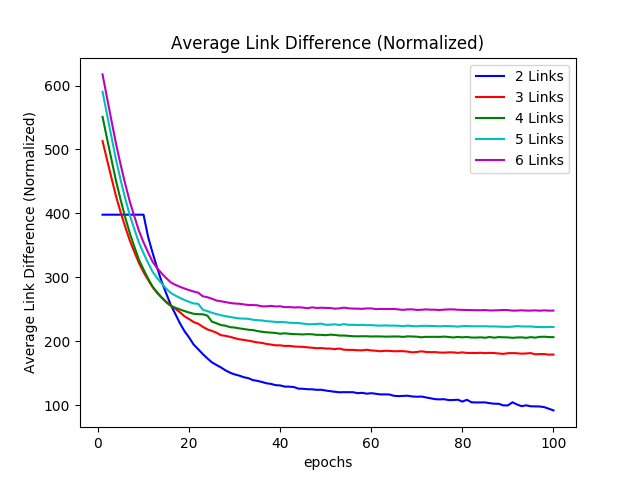 Average Link Difference (Normalized)
Average Link Difference (Normalized)
600
500
400
300
200
100
2 Links
3 Links
4 Links
5 Links
6 Links
0 20 40 60 80 100
epochs